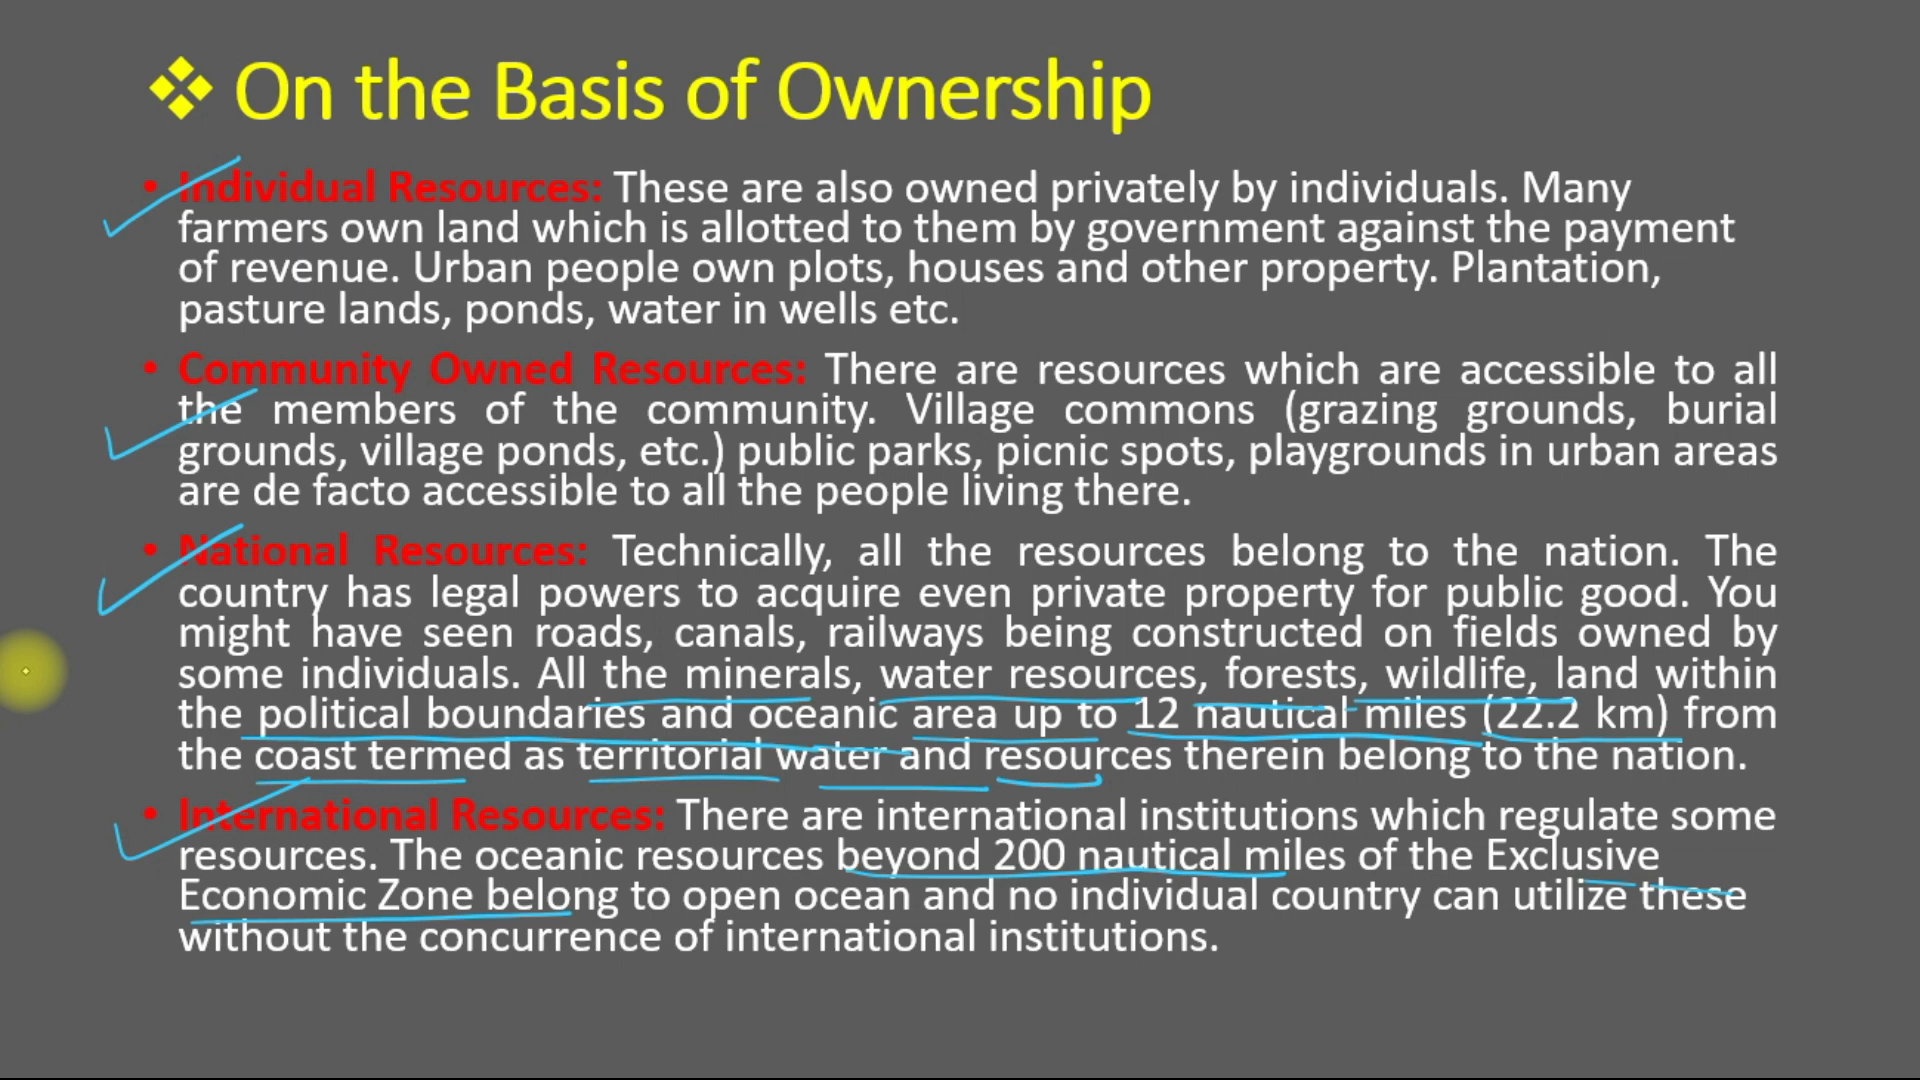 ❖ On the Basis of Ownership
• Individual Resources: These are also owned privately by individuals. Many
farmers own land which is allotted to them by government against the payment
of revenue. Urban people own plots, houses and other property. Plantation,
pasture lands, ponds, water in wells etc.
• Community Owned Resources: There are resources which are accessible to all
the members of the community. Village commons (grazing grounds, burial
grounds, village ponds, etc.) public parks, picnic spots, playgrounds in urban areas
are de facto accessible to all the people living there.
• National Resources: Technically, all the resources belong to the nation. The
country has legal powers to acquire even private property for public good. You
might have seen roads, canals, railways being constructed on fields owned by
some individuals. All the minerals, water resources, forests, wildlife, land within
the political boundaries and oceanic area up to 12 nautical miles (22.2 km) from
the coast termed as territorial water and resources therein belong to the nation.
• International Resources: There are international institutions which regulate some
resources. The oceanic resources beyond 200 nautical miles of the Exclusive
Economic Zone belong to open ocean and no individual country can utilize these
without the concurrence of international institutions.